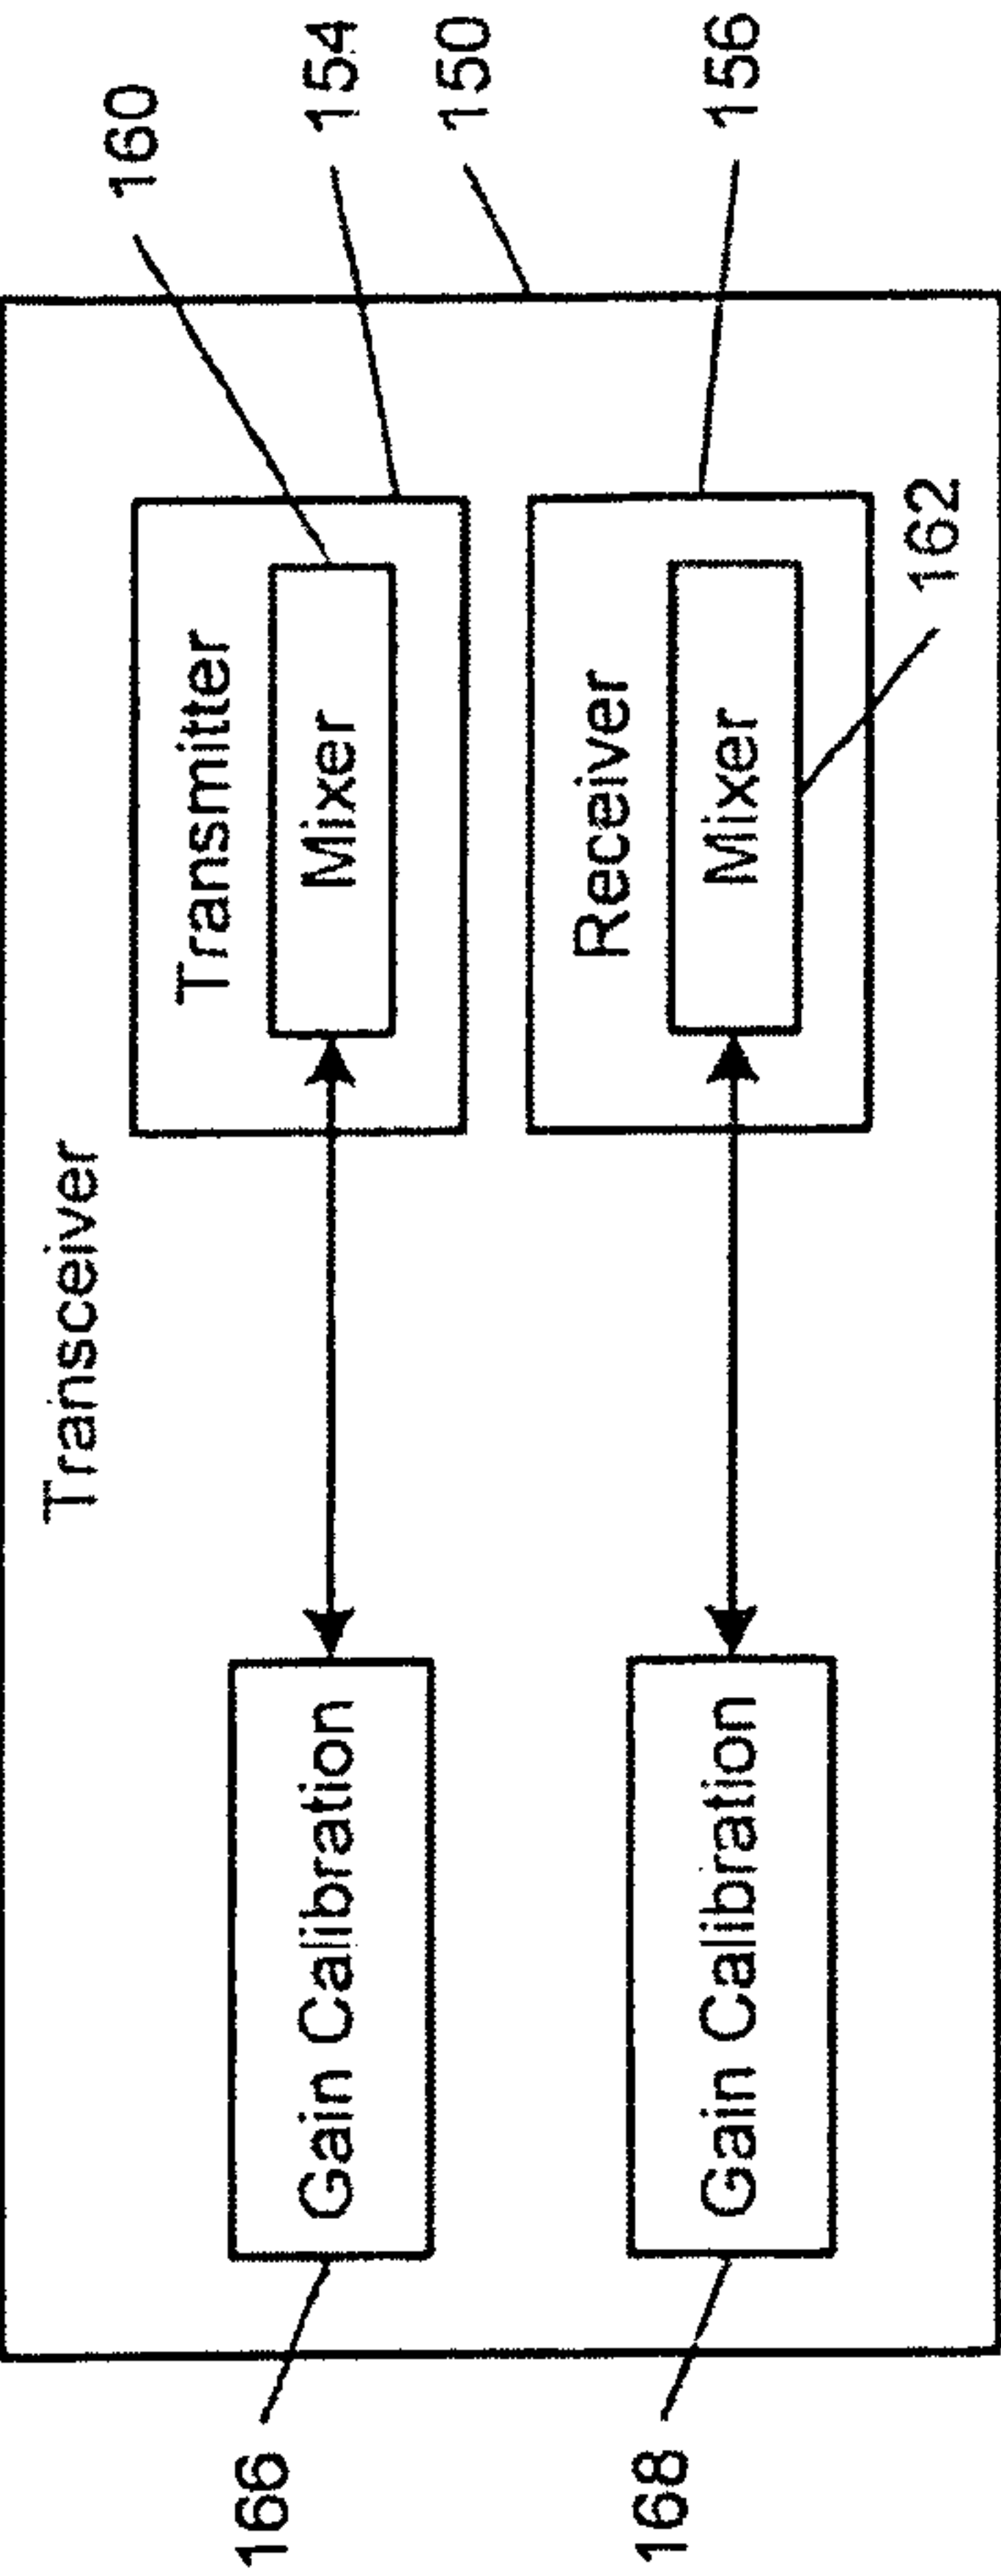 Transceiver
160
154
150
156
162
166
168
Transmitter
Mixer
Gain Calibration
Receiver
Mixer
Gain Calibration